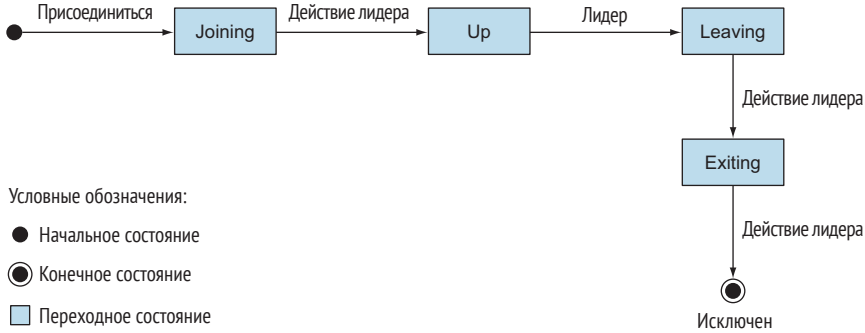 Присоединиться
Joining
Действие лидера
Up
Лидер
Leaving
Действие лидера
Exiting
Действие лидера
Исключен
Условные обозначения:
Начальное состояние
Конечное состояние
Переходное состояние